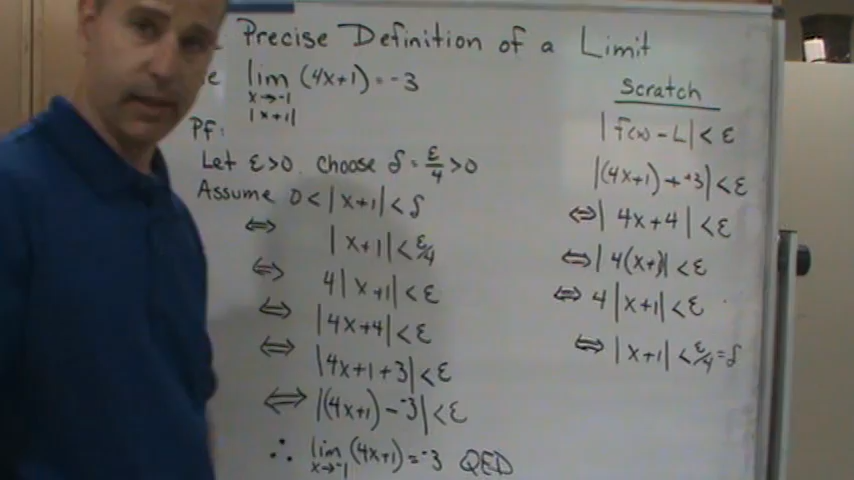 Precise Definition of a Limit
lim (4x+1) = -3
x→-1
|x+1|
Pf:
Let ε>0. choose δ = ε/4 >0
Assume 0 < |x+1| < δ
⇔ |x+1| < ε/4
⇔ 4|x+1| < ε
⇔ |4x+4| < ε
⇔ |4x+1+3| < ε
⇔ |(4x+1) - -3| < ε
∴ lim (4x+1) = -3 QED
x→-1
Scratch
|f(x) - L| < ε
|(4x+1) + +3| < ε
⇔ |4x+4| < ε
⇔ |4(x+1)| < ε
⇔ 4|x+1| < ε
⇔ |x+1| < ε/4 = δ